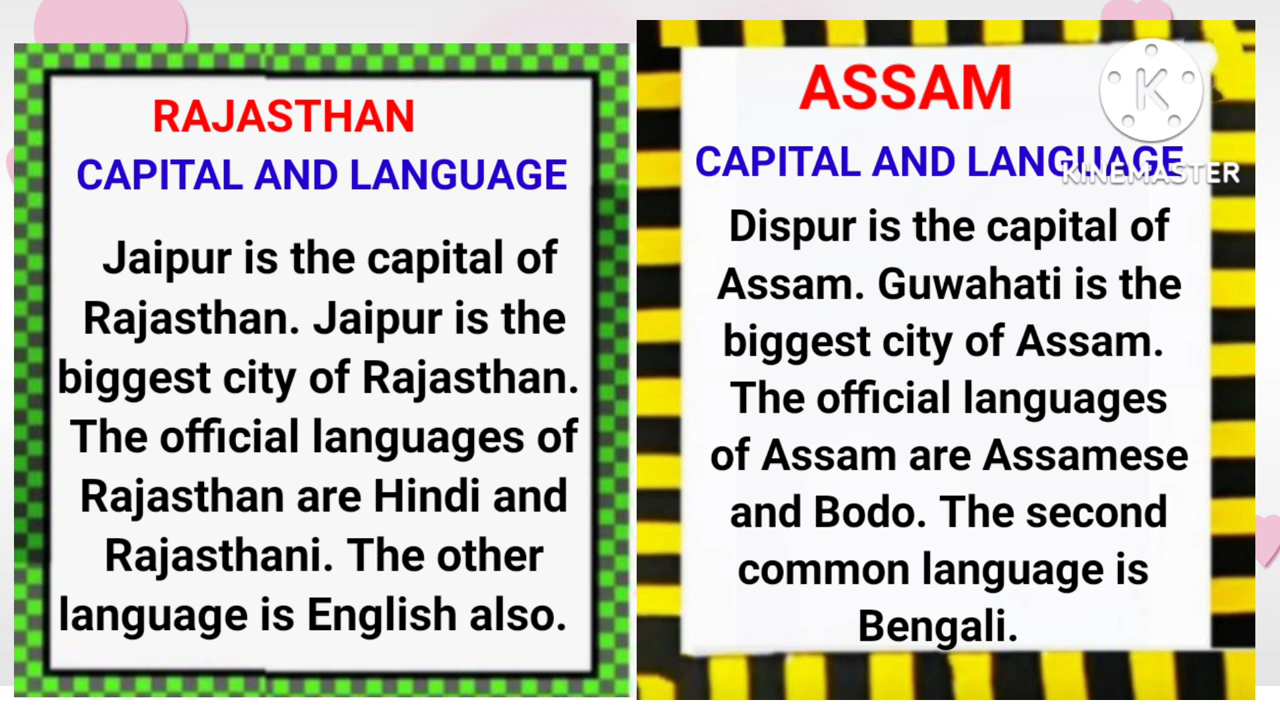 RAJASTHAN
CAPITAL AND LANGUAGE
Jaipur is the capital of
Rajasthan. Jaipur is the
biggest city of Rajasthan.
The official languages of
Rajasthan are Hindi and
Rajasthani. The other
language is English also.
ASSAM
CAPITAL AND LANGUAGE
Dispur is the capital of
Assam. Guwahati is the
biggest city of Assam.
The official languages
of Assam are Assamese
and Bodo. The second
common language is
Bengali.
K
KINEMASTER